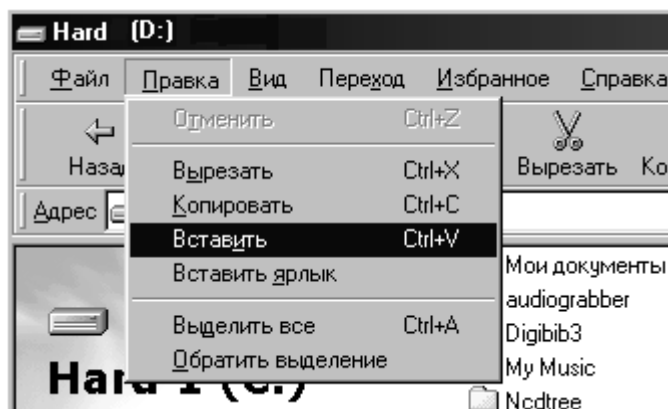 Hard (D:)
Файл Правка Вид Переход Избранное Справка
Отменить Ctrl+Z
Вырезать Ctrl+X
Копировать Ctrl+C
Вставить Ctrl+V
Вставить ярлык
Выделить все Ctrl+A
Обратить выделение
Вырезать
Адрес
Мои документы
audiograbber
Digibib3
My Music
Ncdtree